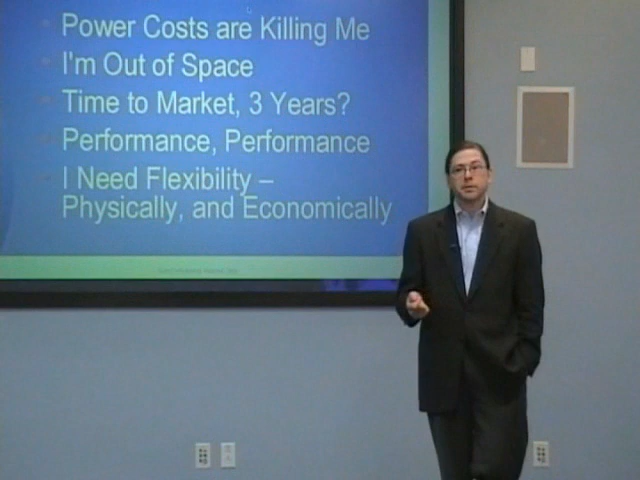 Power Costs are Killing Me
I'm Out of Space
Time to Market, 3 Years?
Performance, Performance
I Need Flexibility –
Physically, and Economically